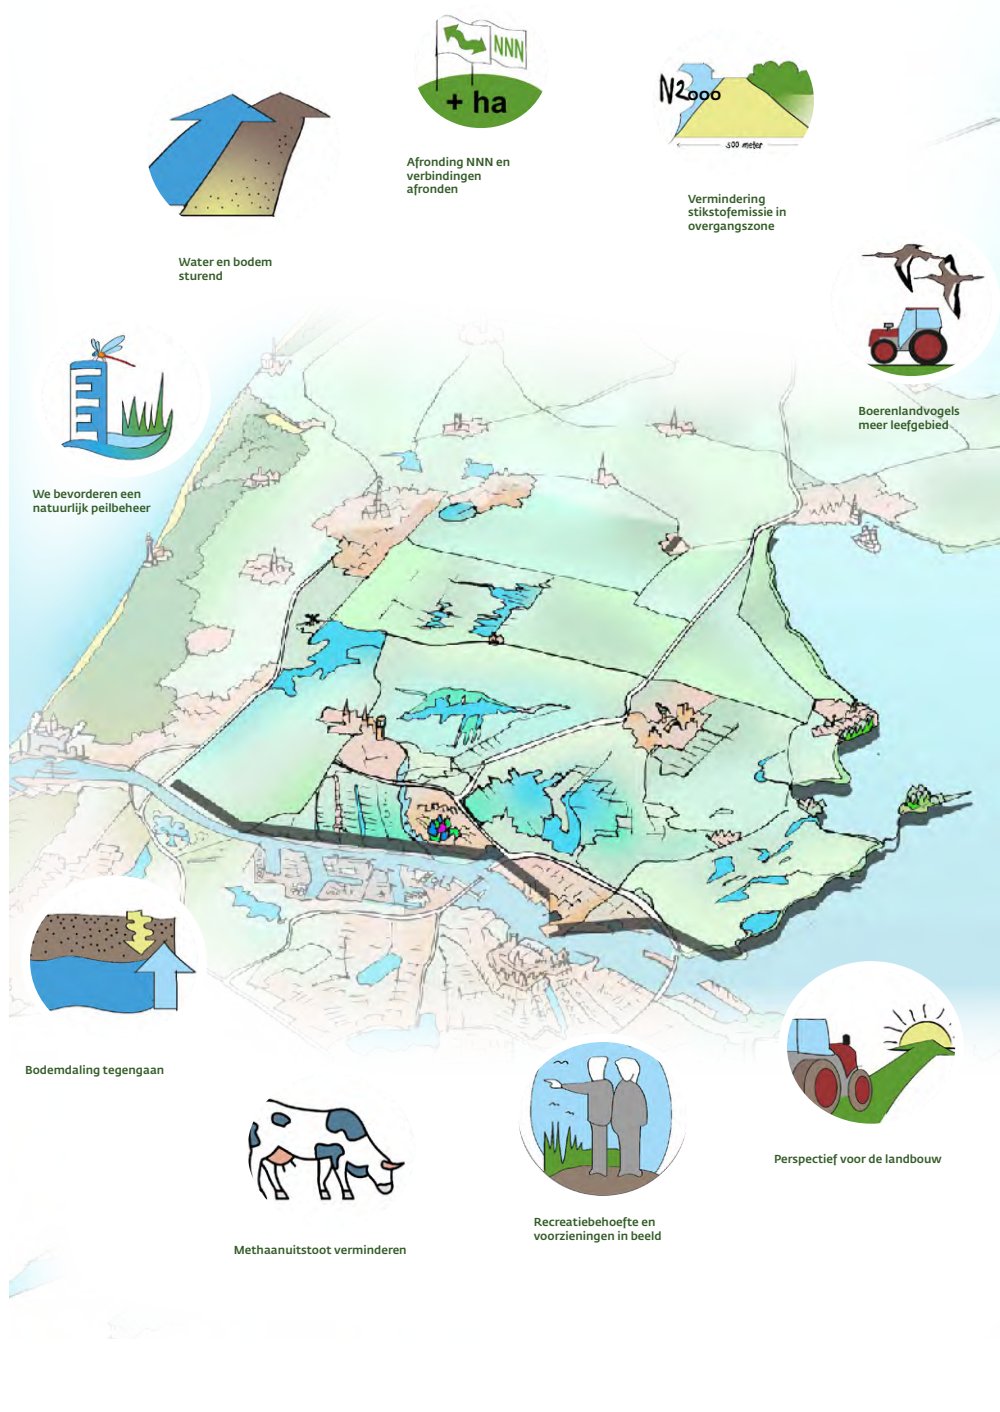 NNN
+ ha
Afronding NNN en
verbindingen
afronden
N2000
500 meter
Vermindering
stikstofemissie in
overgangszone
Water en bodem
sturend
Boerenlandvogels
meer leefgebied
We bevorderen een
natuurlijk peilbeheer
Bodemdaling tegengaan
Perspectief voor de landbouw
Recreatiebehoefte en
voorzieningen in beeld
Methaanuitstoot verminderen